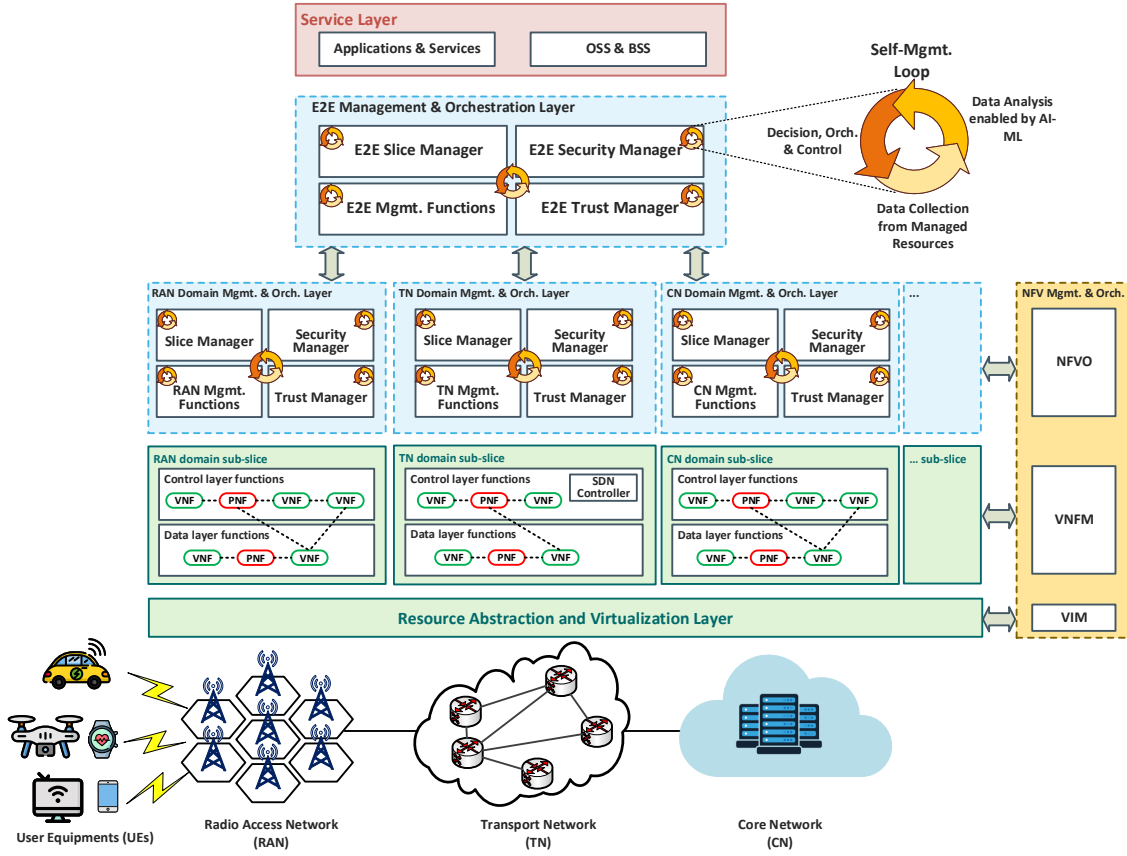 Service Layer
Applications & Services
OSS & BSS
Self-Mgmt.
Loop
Data Analysis
enabled by AI-
ML
Decision, Orch.
& Control
Data Collection
from Managed
Resources
E2E Management & Orchestration Layer
E2E Slice Manager
E2E Security Manager
E2E Mgmt. Functions
E2E Trust Manager
RAN Domain Mgmt. & Orch. Layer
Slice Manager
Security
Manager
RAN Mgmt.
Functions
Trust Manager
TN Domain Mgmt. & Orch. Layer
Slice Manager
Security
Manager
TN Mgmt.
Functions
Trust Manager
CN Domain Mgmt. & Orch. Layer
Slice Manager
Security
Manager
CN Mgmt.
Functions
Trust Manager
...
NFV Mgmt. & Orch.
NFVO
VNFM
VIM
RAN domain sub-slice
Control layer functions
VNF
PNF
VNF
VNF
Data layer functions
VNF
PNF
VNF
TN domain sub-slice
Control layer functions
SDN
Controller
VNF
PNF
VNF
Data layer functions
VNF
PNF
VNF
CN domain sub-slice
Control layer functions
VNF
PNF
VNF
VNF
Data layer functions
VNF
PNF
VNF
... sub-slice
Resource Abstraction and Virtualization Layer
User Equipments (UEs)
Radio Access Network
(RAN)
Transport Network
(TN)
Core Network
(CN)